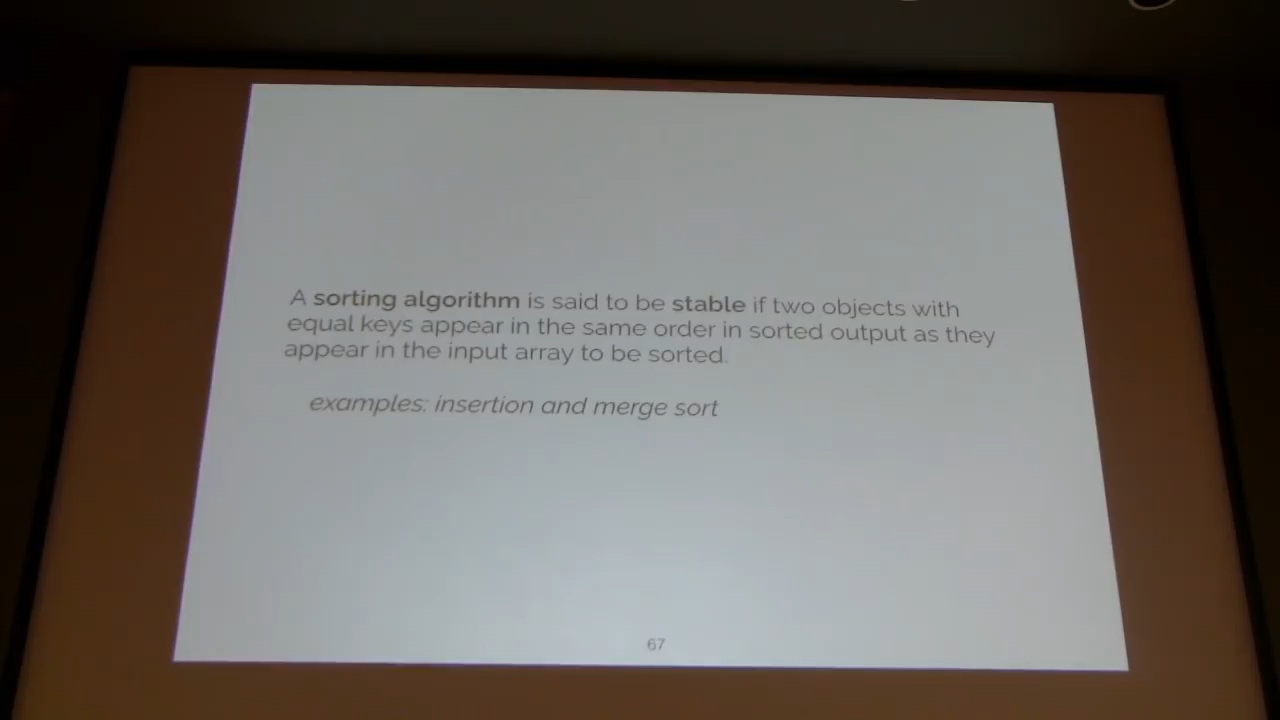 A sorting algorithm is said to be stable if two objects with
equal keys appear in the same order in sorted output as they
appear in the input array to be sorted.
examples: insertion and merge sort
67